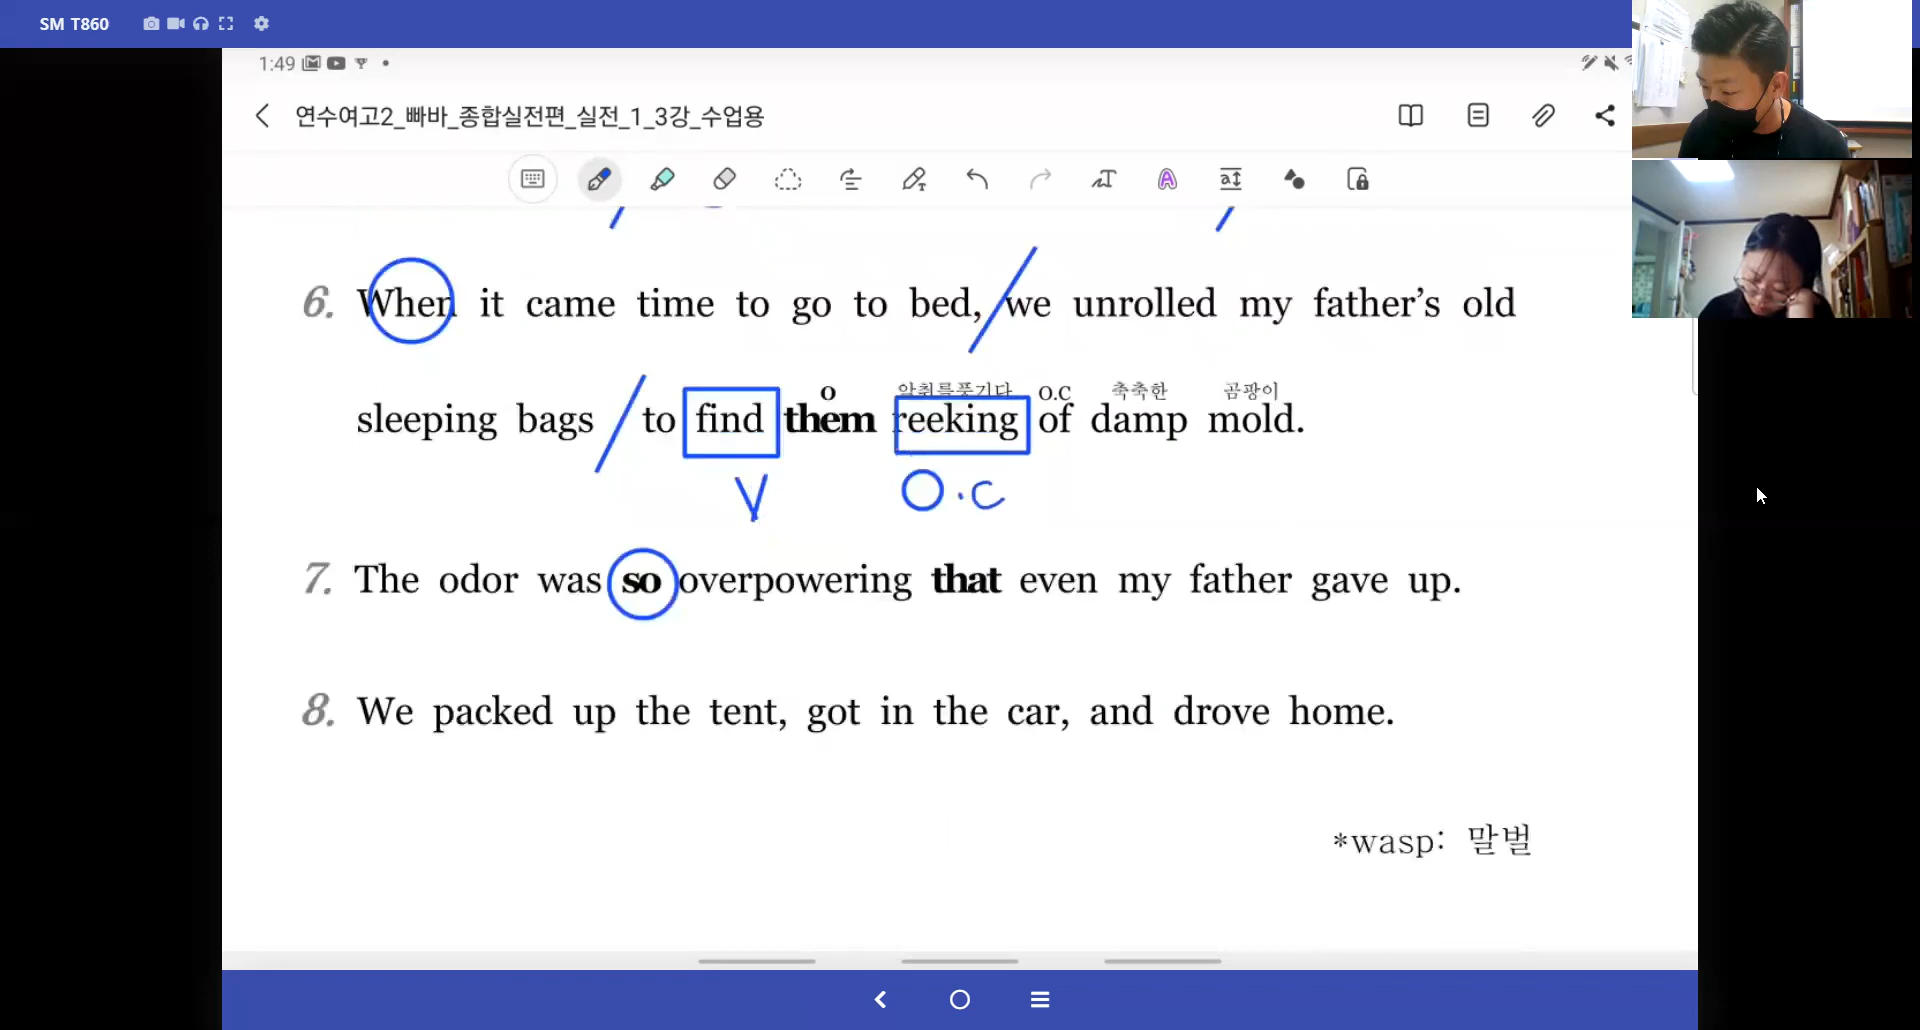 SM T860
1:49
연수여고2_빠바_종합실전편_실전_1_3강_수업용
6. When it came time to go to bed, we unrolled my father's old
O 악취를풍기다 O.C 축축한 곰팡이
sleeping bags / to find them reeking of damp mold.
V O.C
7. The odor was so overpowering that even my father gave up.
8. We packed up the tent, got in the car, and drove home.
*wasp: 말벌